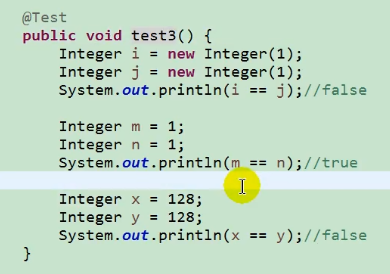 @Test
public void test3() {
Integer i = new Integer(1);
Integer j = new Integer(1);
System.out.println(i == j);//false
Integer m = 1;
Integer n = 1;
System.out.println(m == n);//true
Integer x = 128;
Integer y = 128;
System.out.println(x == y);//false
}